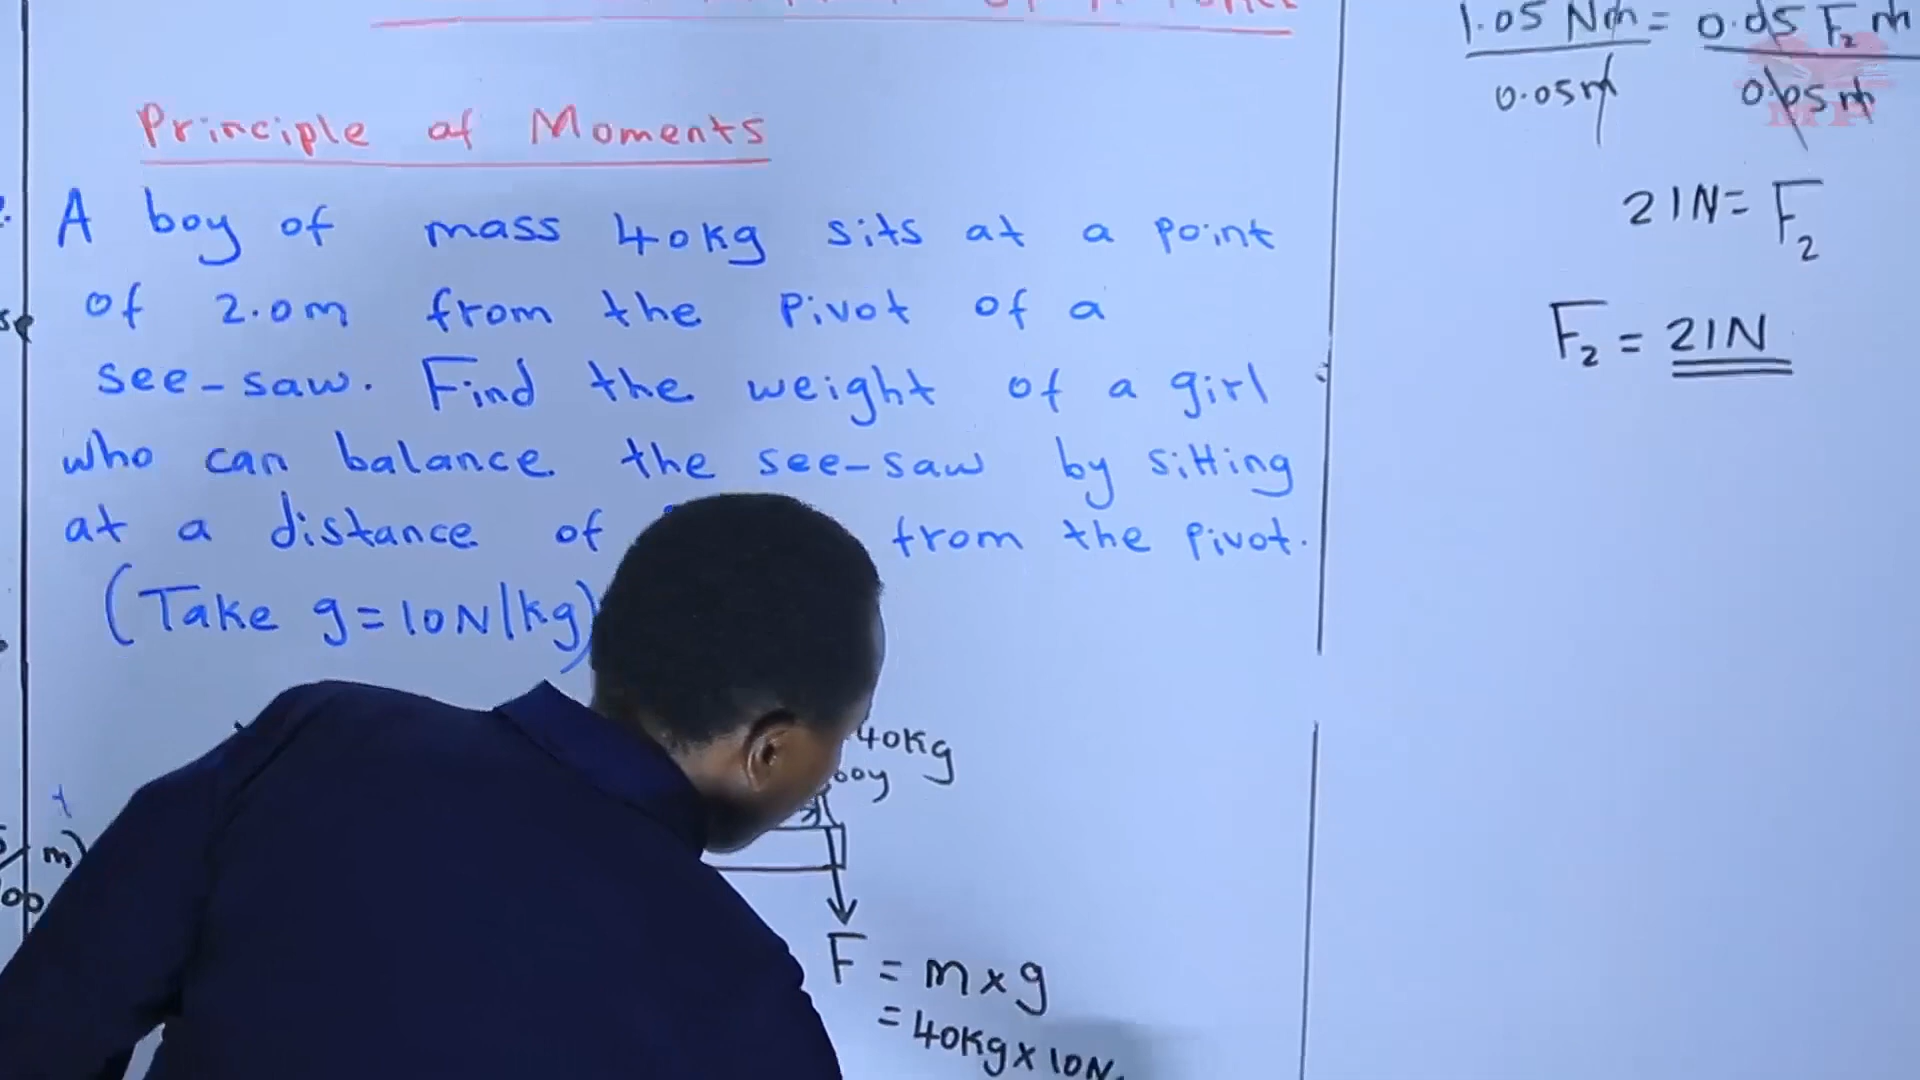 Principle of Moments
A boy of mass 40kg sits at a point
of 2.0m from the pivot of a
see-saw. Find the weight of a girl
who can balance the see-saw by sitting
at a distance of from the pivot.
(Take g=10N/kg)
40kg
boy
F = m x g
= 40kg x 10N
m)
1.05 Nm = 0.05 F₂ m
0.05m 0.05m
21N = F₂
F₂ = 21N